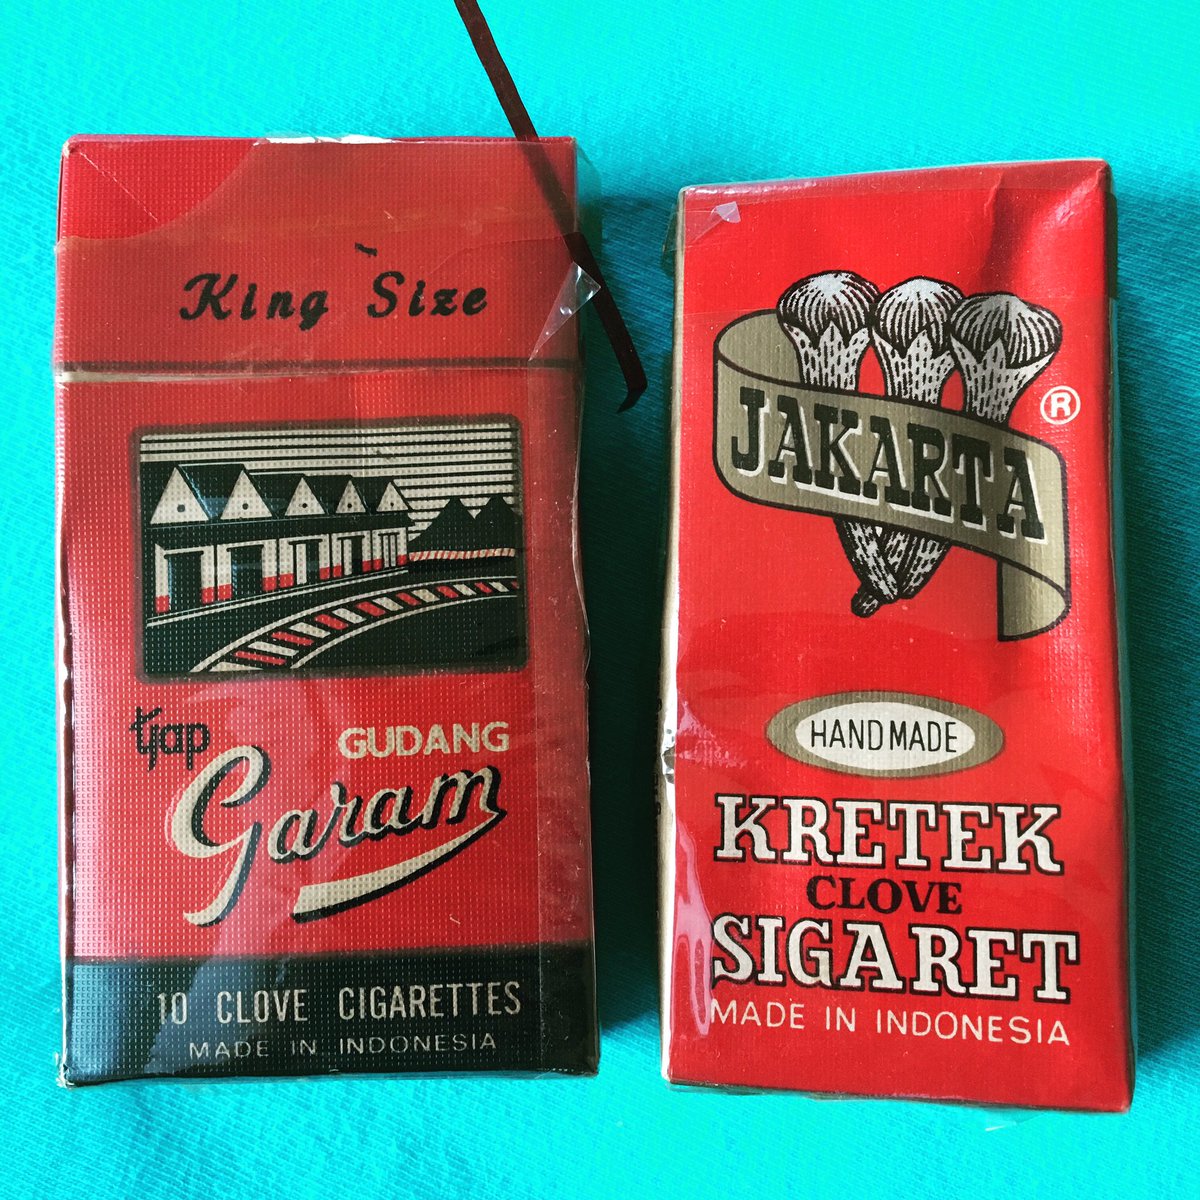 King Size
tjap GUDANG
Garam
10 CLOVE CIGARETTES
MADE IN INDONESIA
JAKARTA
®
HANDMADE
KRETEK
CLOVE
SIGARET
MADE IN INDONESIA